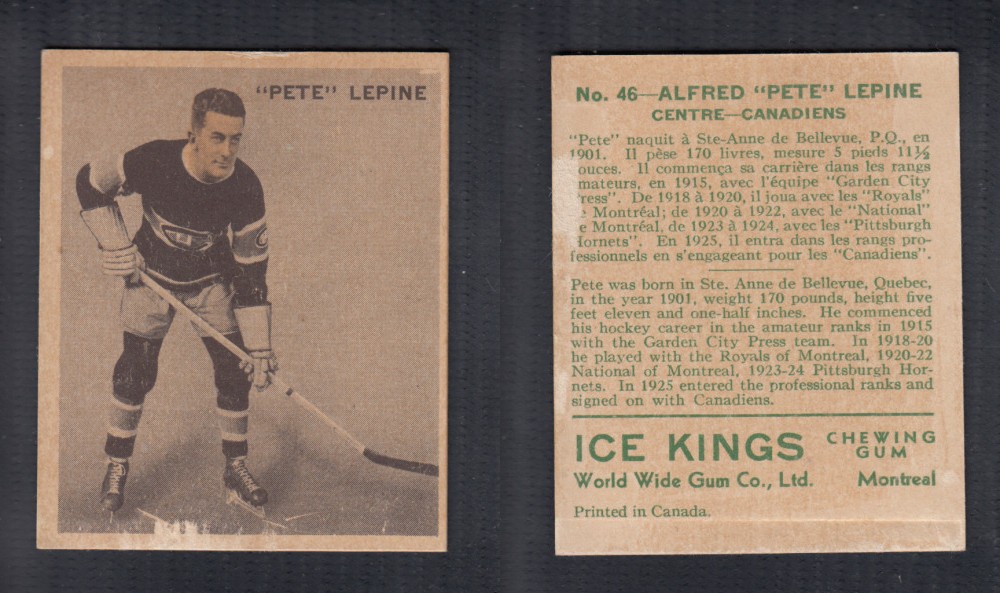 "PETE" LEPINE
No. 46—ALFRED "PETE" LEPINE
CENTRE—CANADIENS
"Pete" naquit à Ste-Anne de Bellevue, P.Q., en
1901. Il pèse 170 livres, mesure 5 pieds 11½
ouces. Il commença sa carrière dans les rangs
mateurs, en 1915, avec l'équipe "Garden City
ress". De 1918 à 1920, il joua avec les "Royals"
e Montréal; de 1920 à 1922, avec le "National"
e Montréal, de 1923 à 1924, avec les "Pittsburgh
Hornets". En 1925, il entra dans les rangs pro-
fessionnels en s'engageant pour les "Canadiens".
Pete was born in Ste. Anne de Bellevue, Quebec,
in the year 1901, weight 170 pounds, height five
feet eleven and one-half inches. He commenced
his hockey career in the amateur ranks in 1915
with the Garden City Press team. In 1918-20
he played with the Royals of Montreal, 1920-22
National of Montreal, 1923-24 Pittsburgh Hor-
nets. In 1925 entered the professional ranks and
signed on with Canadiens.
ICE KINGS CHEWING GUM
World Wide Gum Co., Ltd. Montreal
Printed in Canada.